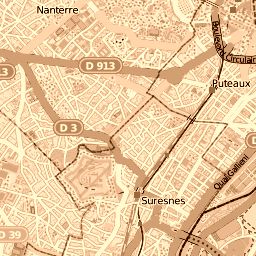 Nanterre
Boulevard Circulaire
D 913
Puteaux
D 3
Quai Gallieni
Suresnes
D 39